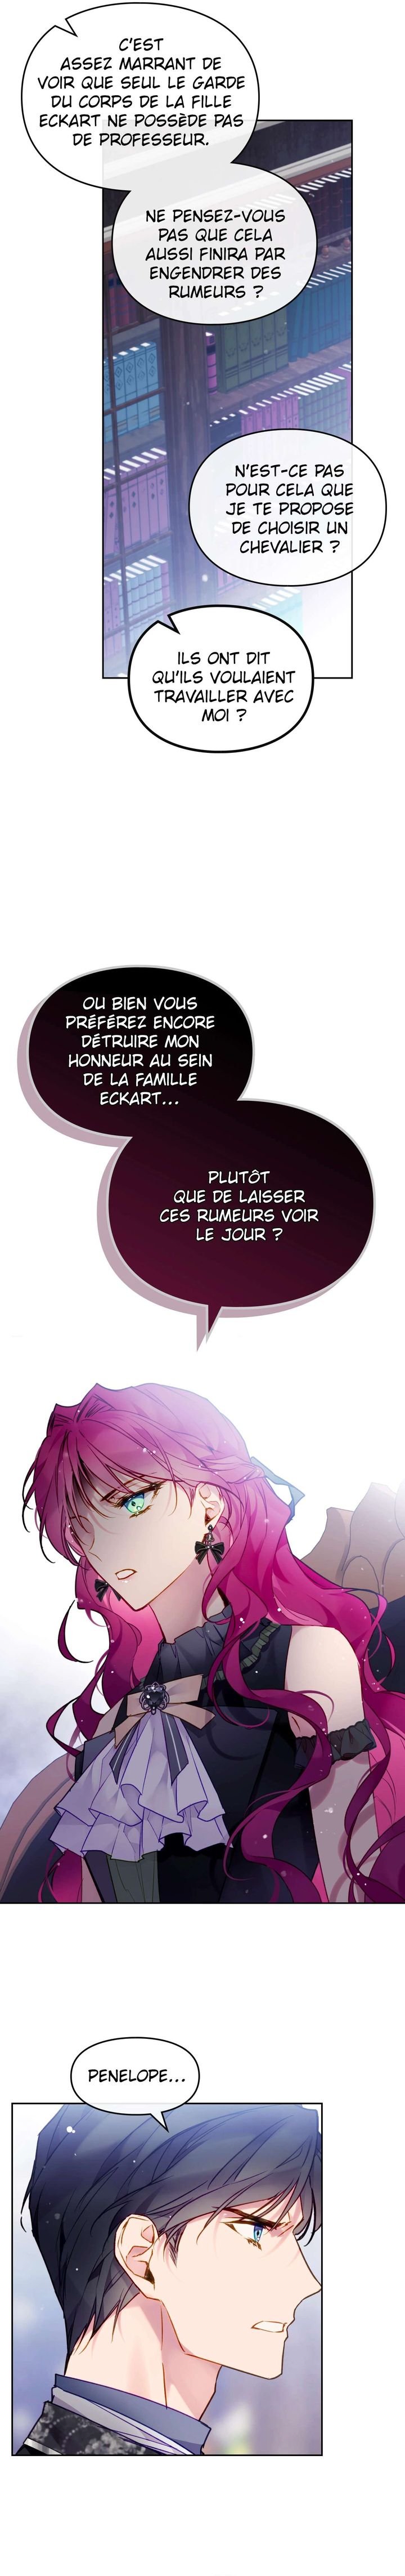 C'EST
ASSEZ MARRANT DE
VOIR QUE SEUL LE GARDE
DU CORPS DE LA FILLE
ECKART NE POSSÈDE PAS
DE PROFESSEUR.
NE PENSEZ-VOUS
PAS QUE CELA
AUSSI FINIRA PAR
ENGENDRER DES
RUMEURS ?
N'EST-CE PAS
POUR CELA QUE
JE TE PROPOSE
DE CHOISIR UN
CHEVALIER ?
ILS ONT DIT
QU'ILS VOULAIENT
TRAVAILLER AVEC
MOI ?
OU BIEN VOUS
PRÉFÉREZ ENCORE
DÉTRUIRE MON
HONNEUR AU SEIN
DE LA FAMILLE
ECKART...
PLUTÔT
QUE DE LAISSER
CES RUMEURS VOIR
LE JOUR ?
PENELOPE...